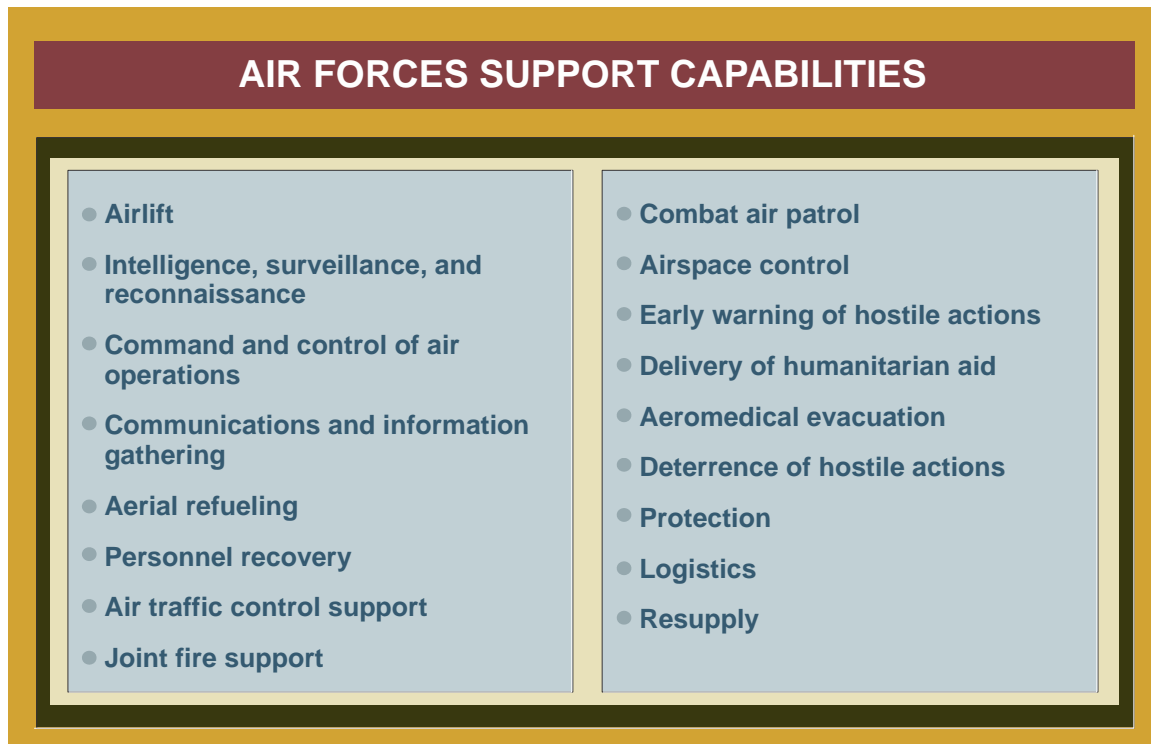 AIR FORCES SUPPORT CAPABILITIES
Airlift
Intelligence, surveillance, and
reconnaissance
Command and control of air
operations
Communications and information
gathering
Aerial refueling
Personnel recovery
Air traffic control support
Joint fire support
Combat air patrol
Airspace control
Early warning of hostile actions
Delivery of humanitarian aid
Aeromedical evacuation
Deterrence of hostile actions
Protection
Logistics
Resupply